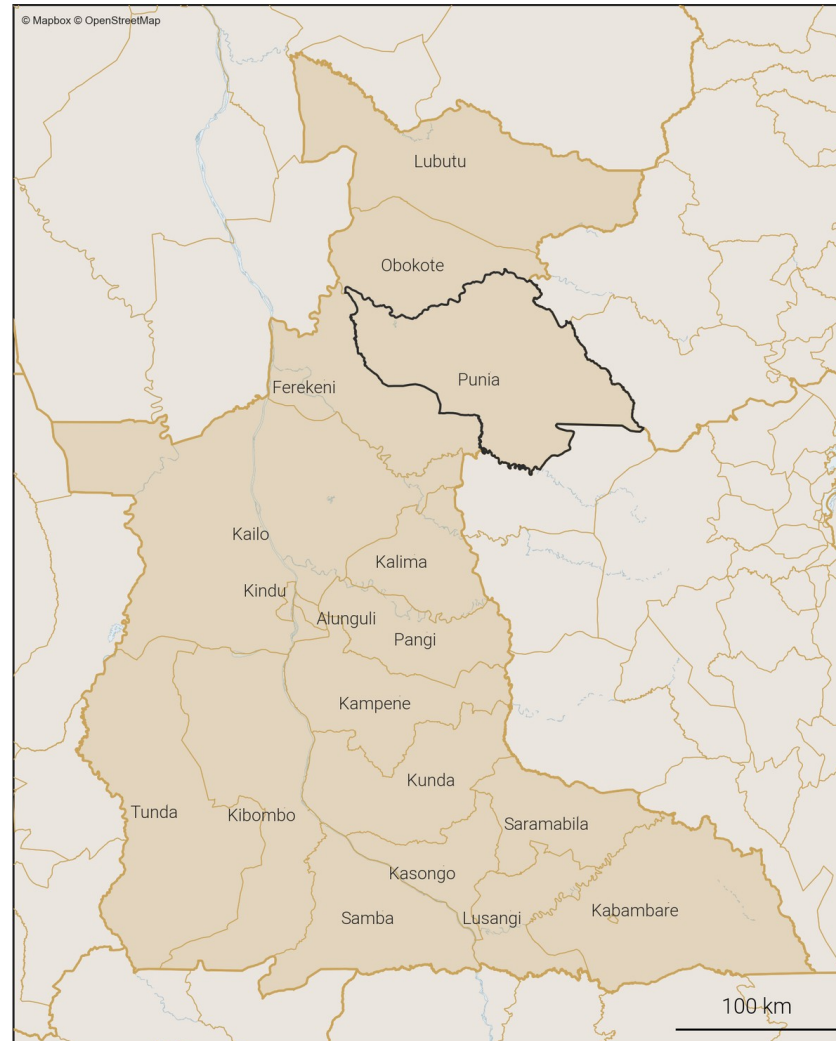 © Mapbox © OpenStreetMap
Lubutu
Obokote
Punia
Ferekeni
Kailo
Kalima
Kindu
Alunguli
Pangi
Kampene
Kunda
Tunda
Kibombo
Saramabila
Kasongo
Samba
Lusangi
Kabambare
100 km